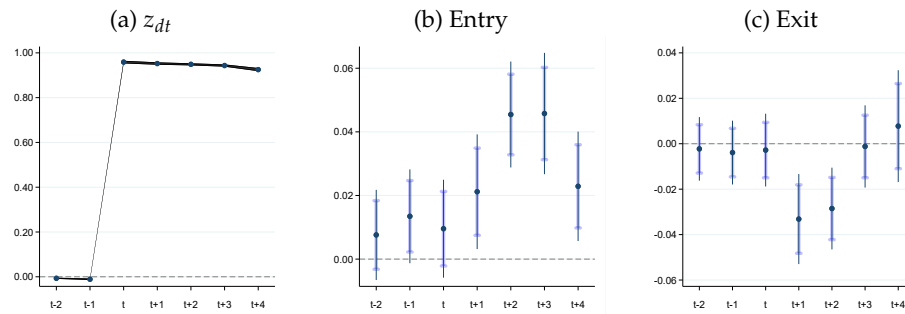 (a) z_dt
(b) Entry
(c) Exit
1.00
0.80
0.60
0.40
0.20
0.00
t-2 t-1 t t+1 t+2 t+3 t+4
0.06
0.04
0.02
0.00
t-2 t-1 t t+1 t+2 t+3 t+4
0.04
0.02
0.00
-0.02
-0.04
-0.06
t-2 t-1 t t+1 t+2 t+3 t+4